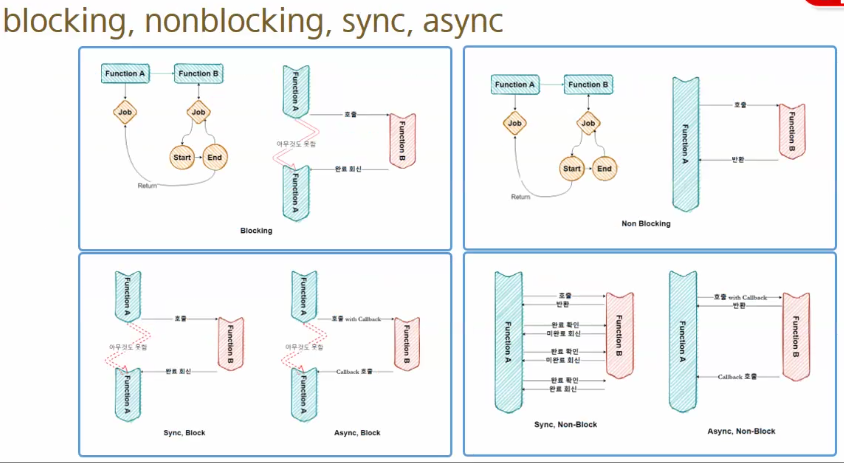 blocking, nonblocking, sync, async
Function A
Function B
Job
Job
Start
End
Return
Function A
호출
아무것도 못함
Function B
완료 회신
Function A
Blocking
Function A
Function B
Job
Job
Start
End
Return
Function A
호출
Function B
반환
Non Blocking
Function A
호출
아무것도 못함
Function B
완료 회신
Function A
Sync, Block
Function A
호출 with Callback
아무것도 못함
Function B
Callback 호출
Function A
Async, Block
Function A
호출
반환
완료 확인
미완료 회신
완료 확인
미완료 회신
완료 확인
완료 회신
Function B
Sync, Non-Block
Function A
호출 with Callback
반환
Function B
Callback 호출
Async, Non-Block